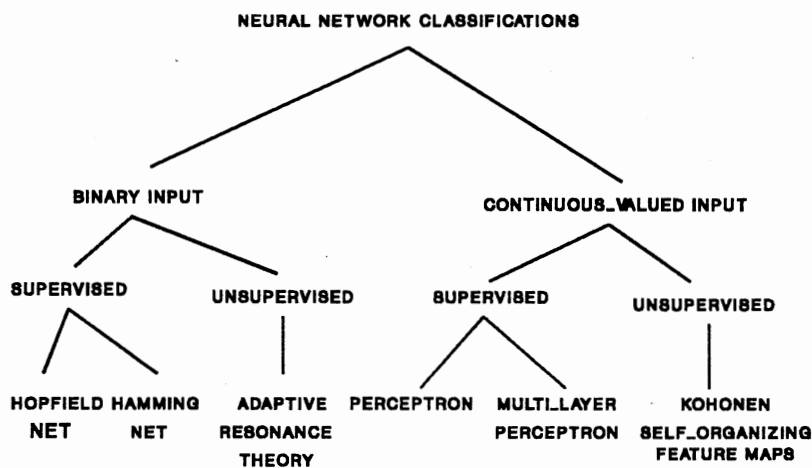 NEURAL NETWORK CLASSIFICATIONS
BINARY INPUT
CONTINUOUS_VALUED INPUT
SUPERVISED
UNSUPERVISED
SUPERVISED
UNSUPERVISED
HOPFIELD
NET
HAMMING
NET
ADAPTIVE
RESONANCE
THEORY
PERCEPTRON
MULTI_LAYER
PERCEPTRON
KOHONEN
SELF_ORGANIZING
FEATURE MAPS